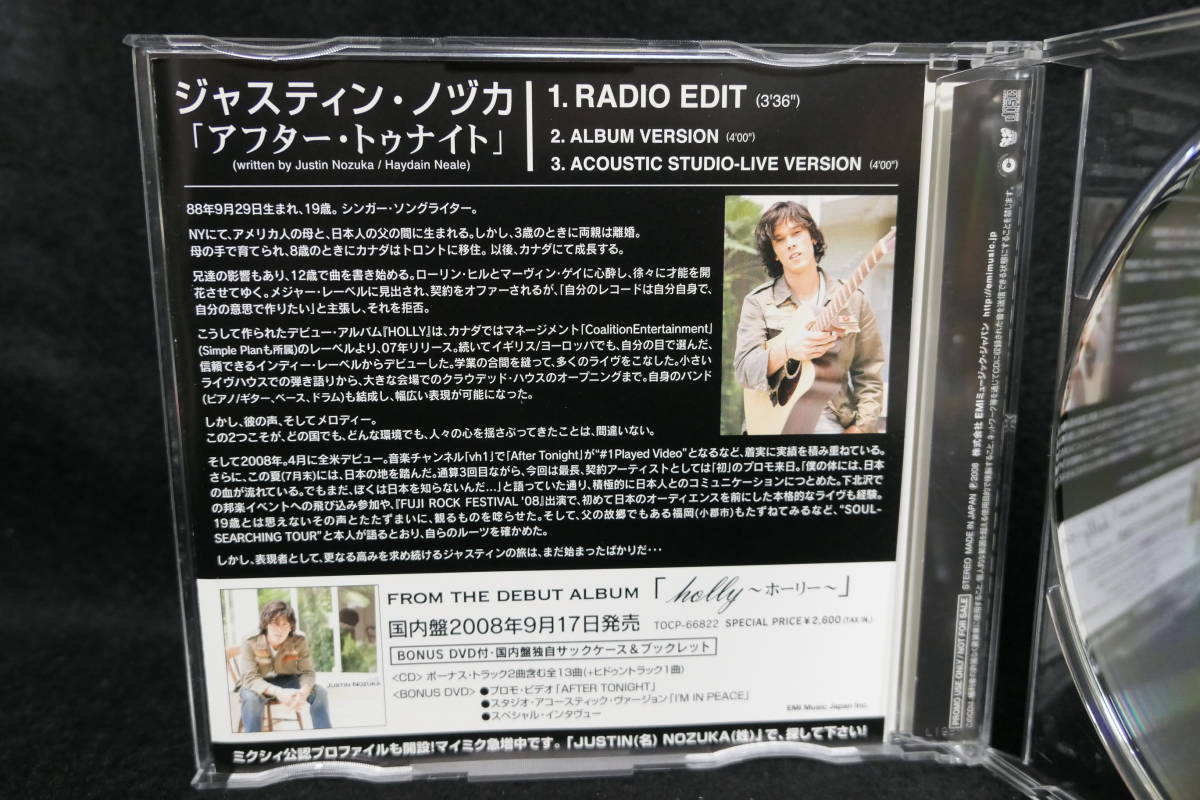 ジャスティン・ノヅカ
「アフター・トゥナイト」
(written by Justin Nozuka / Haydain Neale)
1. RADIO EDIT (3'36")
2. ALBUM VERSION (4'00")
3. ACOUSTIC STUDIO-LIVE VERSION (4'00")
88年9月29日生まれ、19歳。シンガー・ソングライター。
NYにて、アメリカ人の母と、日本人の父の間に生まれる。しかし、3歳のときに両親は離婚。
母の手で育てられ、8歳のときにカナダはトロントに移住。以後、カナダにて成長する。
兄達の影響もあり、12歳で曲を書き始める。ローリン・ヒルとマーヴィン・ゲイに心酔し、徐々に才能を開
花させてゆく。メジャー・レーベルに見出され、契約をオファーされるが、「自分のレコードは自分自身で、
自分の意思で作りたい」と主張し、それを拒否。
こうして作られたデビュー・アルバム『HOLLY』は、カナダではマネージメント「CoalitionEntertainment」
(Simple Planも所属)のレーベルより、07年リリース。続いてイギリス/ヨーロッパでも、自分の目で選んだ、
信頼できるインディー・レーベルからデビューした。学業の合間を縫って、多くのライヴをこなした。小さい
ライヴハウスでの弾き語りから、大きな会場でのクラウデッド・ハウスのオープニングまで。自身のバンド
(ピアノ/ギター、ベース、ドラム)も結成し、幅広い表現が可能になった。
しかし、彼の声、そしてメロディー。
この2つこそが、どの国でも、どんな環境でも、人々の心を揺さぶってきたことは、間違いない。
そして2008年。4月に全米デビュー。音楽チャンネル「vh1」で「After Tonight」が"#1Played Video"となるなど、着実に実績を積み重ねている。
さらに、この夏(7月末)には、日本の地を踏んだ。通算3回目ながら、今回は最長、契約アーティストとしては「初」のプロモ来日。「僕の体には、日本
の血が流れている。でもまだ、ぼくは日本を知らないんだ…」と語っていた通り、積極的に日本人とのコミュニケーションにつとめた。下北沢で
の邦楽イベントへの飛び込み参加や、『FUJI ROCK FESTIVAL '08』出演で、初めて日本のオーディエンスを前にした本格的なライヴも経験。
19歳とは思えないその声とたたずまいに、観るものを唸らせた。そして、父の故郷でもある福岡(小郡市)もたずねてみるなど、"SOUL-
SEARCHING TOUR"と本人が語るとおり、自らのルーツを確かめた。
しかし、表現者として、更なる高みを求め続けるジャスティンの旅は、まだ始まったばかりだ…
JUSTIN NOZUKA
FROM THE DEBUT ALBUM「holly～ホーリー～」
国内盤2008年9月17日発売 TOCP-66822 SPECIAL PRICE¥2,600(TAX IN.)
BONUS DVD付・国内盤独自サックケース＆ブックレット
<CD> ボーナス・トラック2曲含む全13曲(+ヒドゥントラック1曲)
<BONUS DVD> ●プロモ・ビデオ「AFTER TONIGHT」
●スタジオ・アコースティック・ヴァージョン「I'M IN PEACE」
●スペシャル・インタヴュー
EMI Music Japan Inc.
ミクシィ公認プロフィールも開設!マイミク急増中です。「JUSTIN(名) NOZUKA(姓)」で、探して下さい!
PROMO USE ONLY/NOT FOR SALE STEREO MADE IN JAPAN ℗2008 株式会社 EMIミュージック・ジャパン http://emimusic.jp